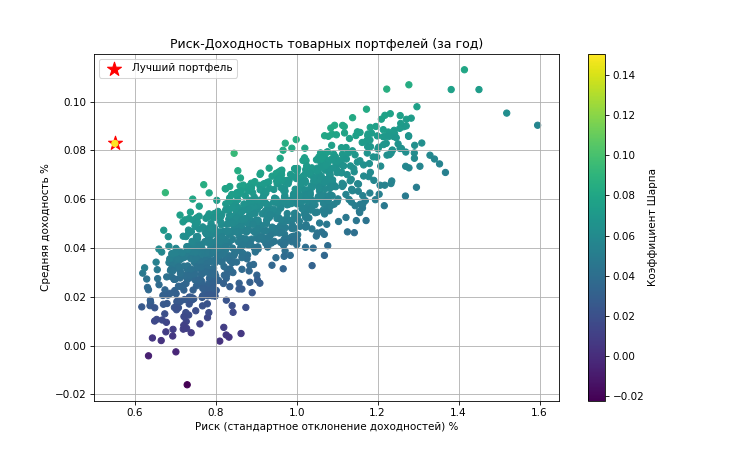 Риск-Доходность товарных портфелей (за год)
Лучший портфель
Средняя доходность %
0.10
0.08
0.06
0.04
0.02
0.00
−0.02
0.6 0.8 1.0 1.2 1.4 1.6
Риск (стандартное отклонение доходностей) %
0.14
0.12
0.10
0.08
0.06
0.04
0.02
0.00
−0.02
Коэффициент Шарпа